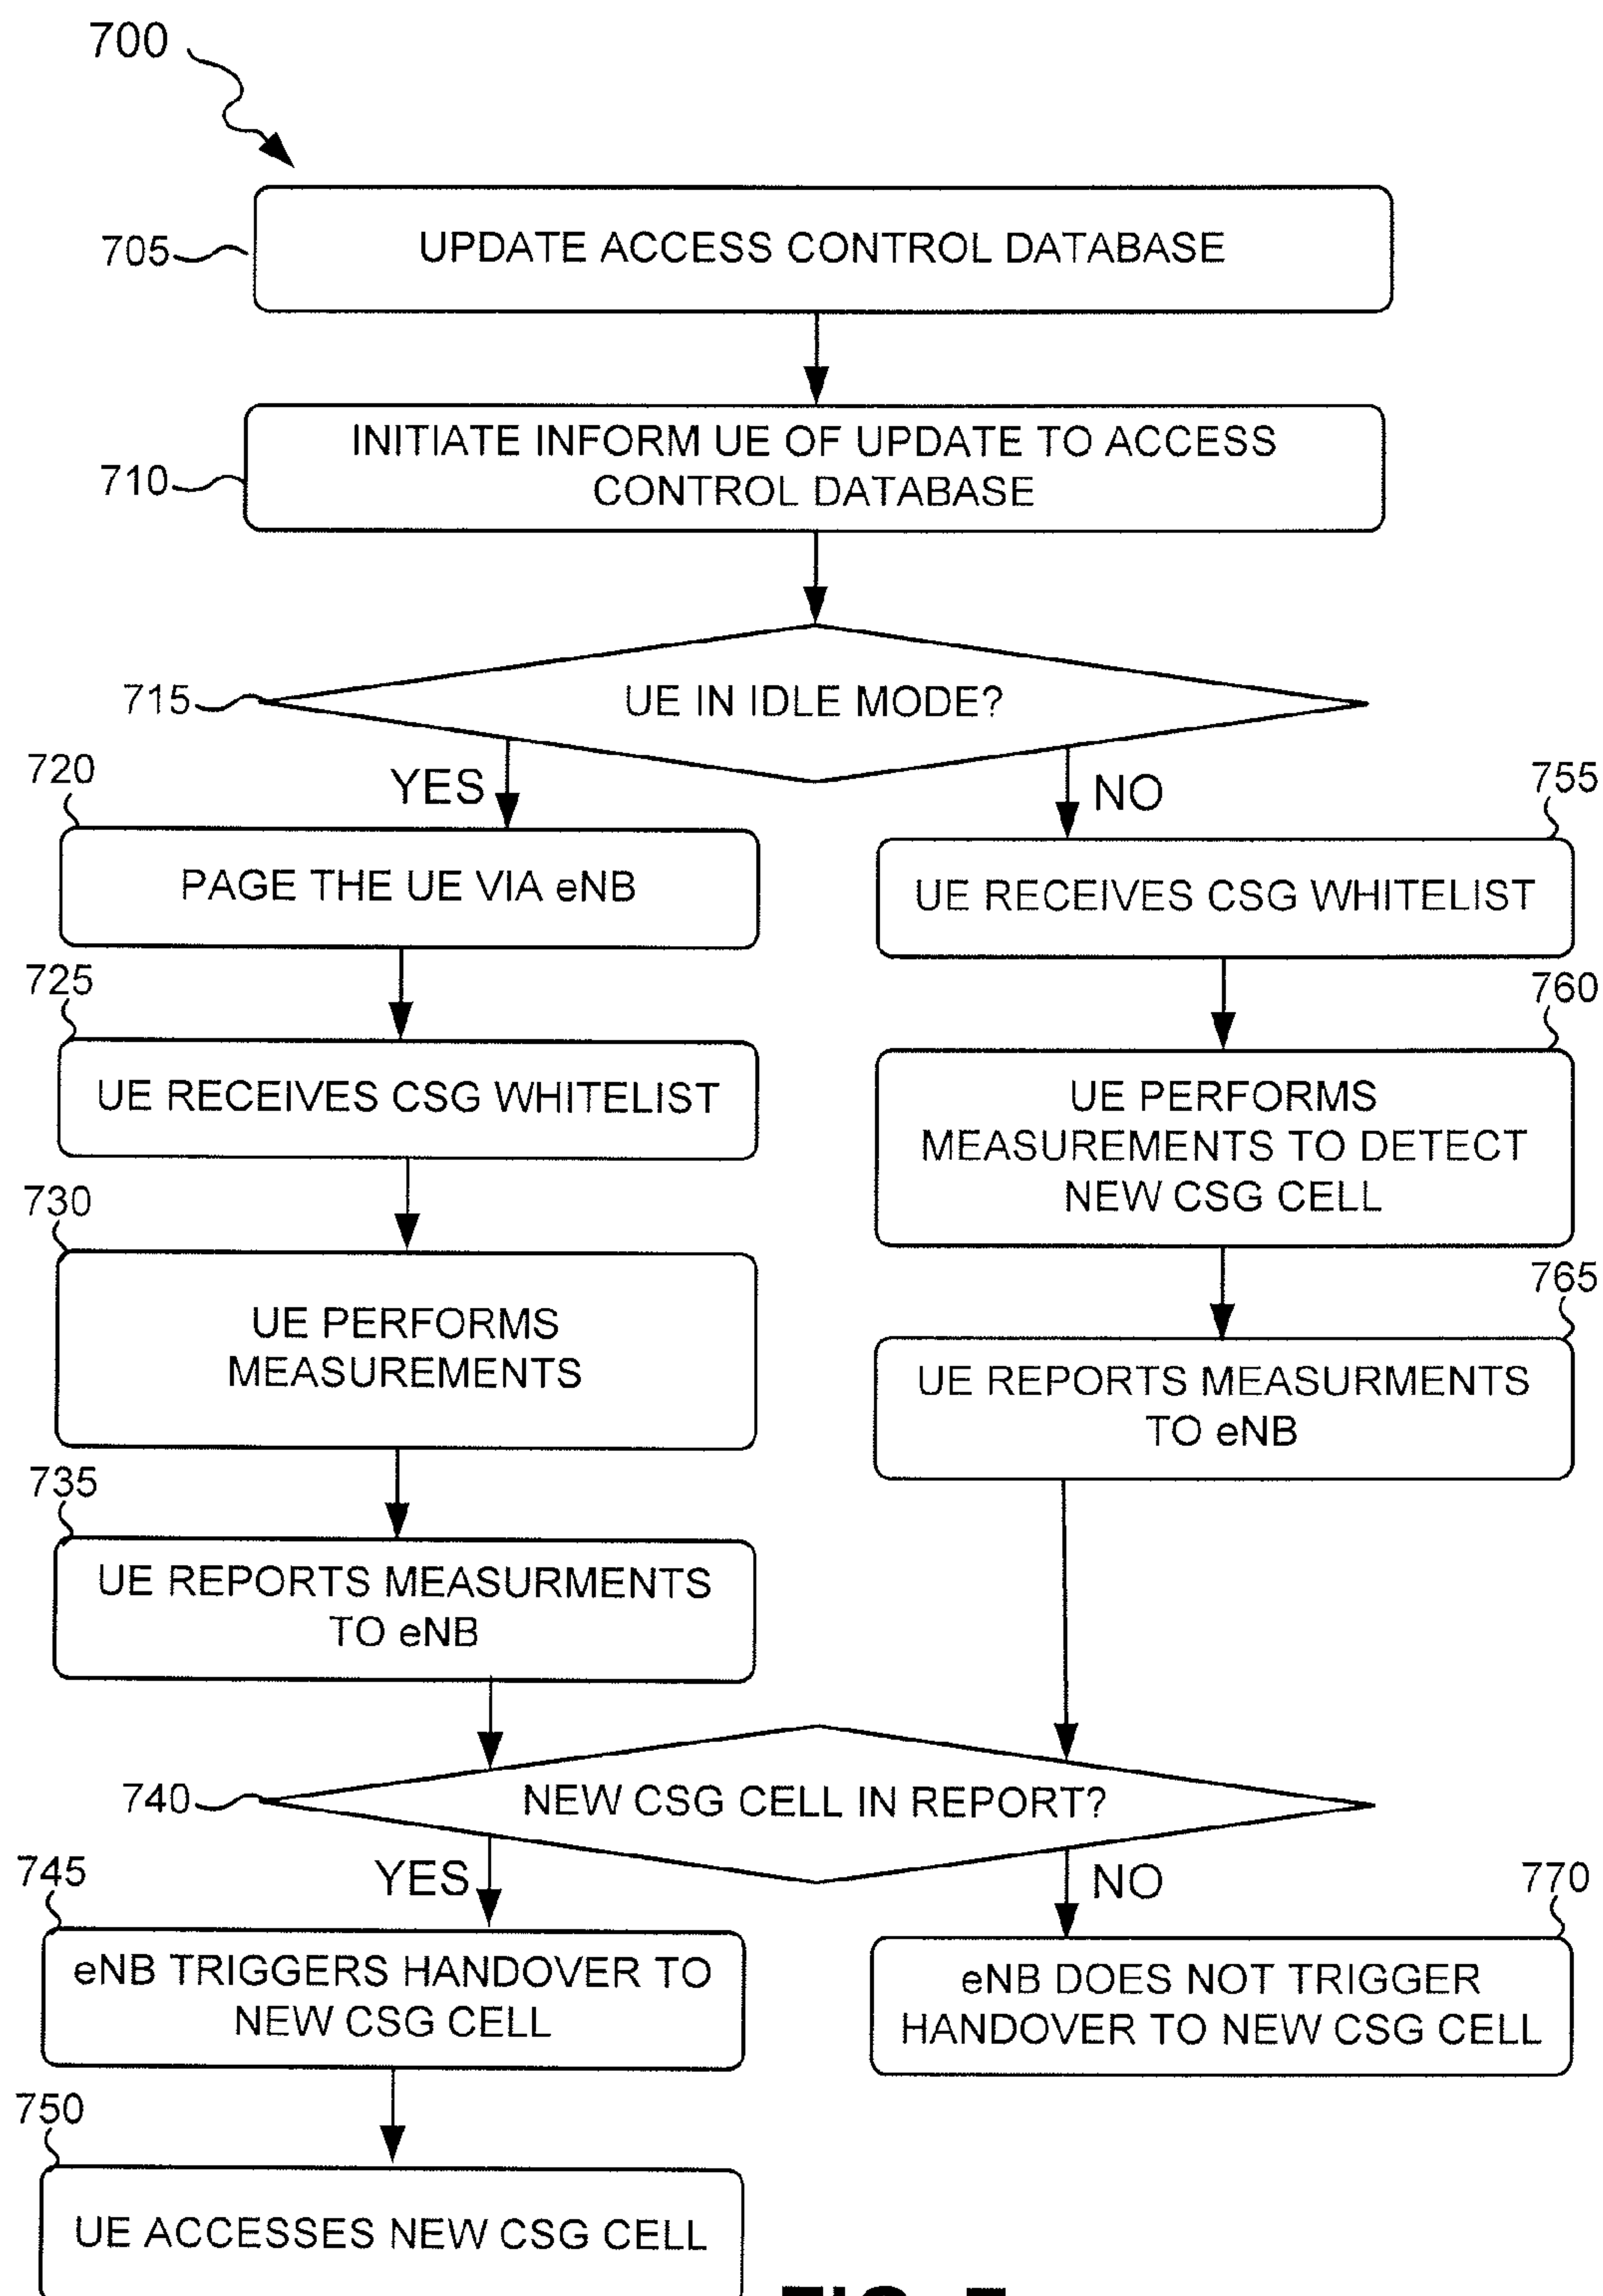 700
705
UPDATE ACCESS CONTROL DATABASE
710
INITIATE INFORM UE OF UPDATE TO ACCESS
CONTROL DATABASE
715
UE IN IDLE MODE?
YES
NO
720
PAGE THE UE VIA eNB
755
UE RECEIVES CSG WHITELIST
725
UE RECEIVES CSG WHITELIST
760
UE PERFORMS
MEASUREMENTS TO DETECT
NEW CSG CELL
730
UE PERFORMS
MEASUREMENTS
765
UE REPORTS MEASURMENTS
TO eNB
735
UE REPORTS MEASURMENTS
TO eNB
740
NEW CSG CELL IN REPORT?
YES
NO
745
eNB TRIGGERS HANDOVER TO
NEW CSG CELL
770
eNB DOES NOT TRIGGER
HANDOVER TO NEW CSG CELL
750
UE ACCESSES NEW CSG CELL